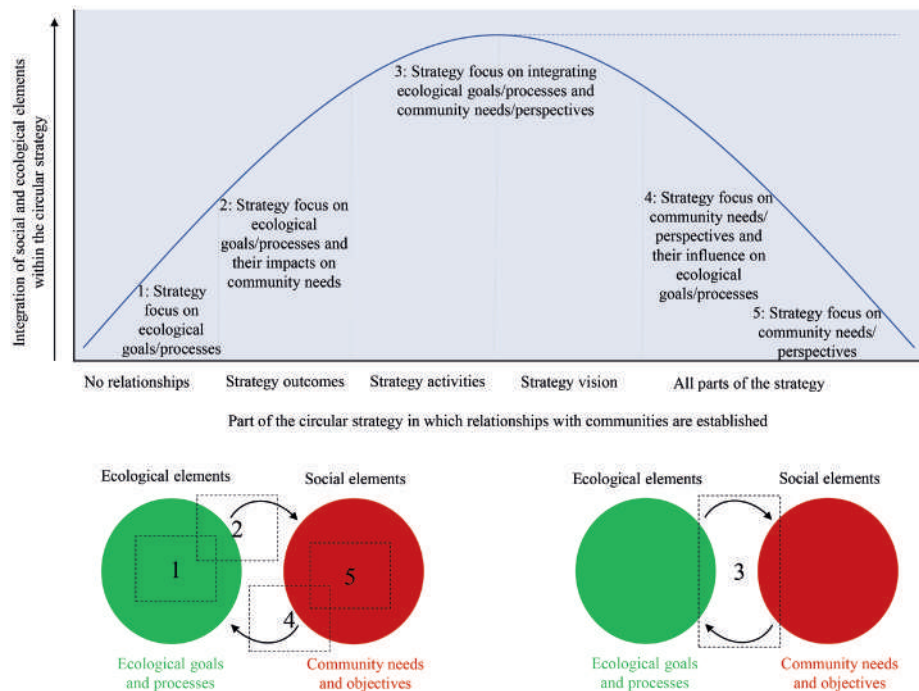 Integration of social and ecological elements
within the circular strategy
3: Strategy focus on integrating
ecological goals/processes and
community needs/perspectives
2: Strategy focus on
ecological
goals/processes and
their impacts on
community needs
4: Strategy focus on
community needs/
perspectives and
their influence on
ecological
goals/processes
1: Strategy
focus on
ecological
goals/processes
5: Strategy focus on
community needs/
perspectives
No relationships
Strategy outcomes
Strategy activities
Strategy vision
All parts of the strategy
Part of the circular strategy in which relationships with communities are established
Ecological elements
Social elements
1
2
4
5
Ecological goals
and processes
Community needs
and objectives
Ecological elements
Social elements
3
Ecological goals
and processes
Community needs
and objectives